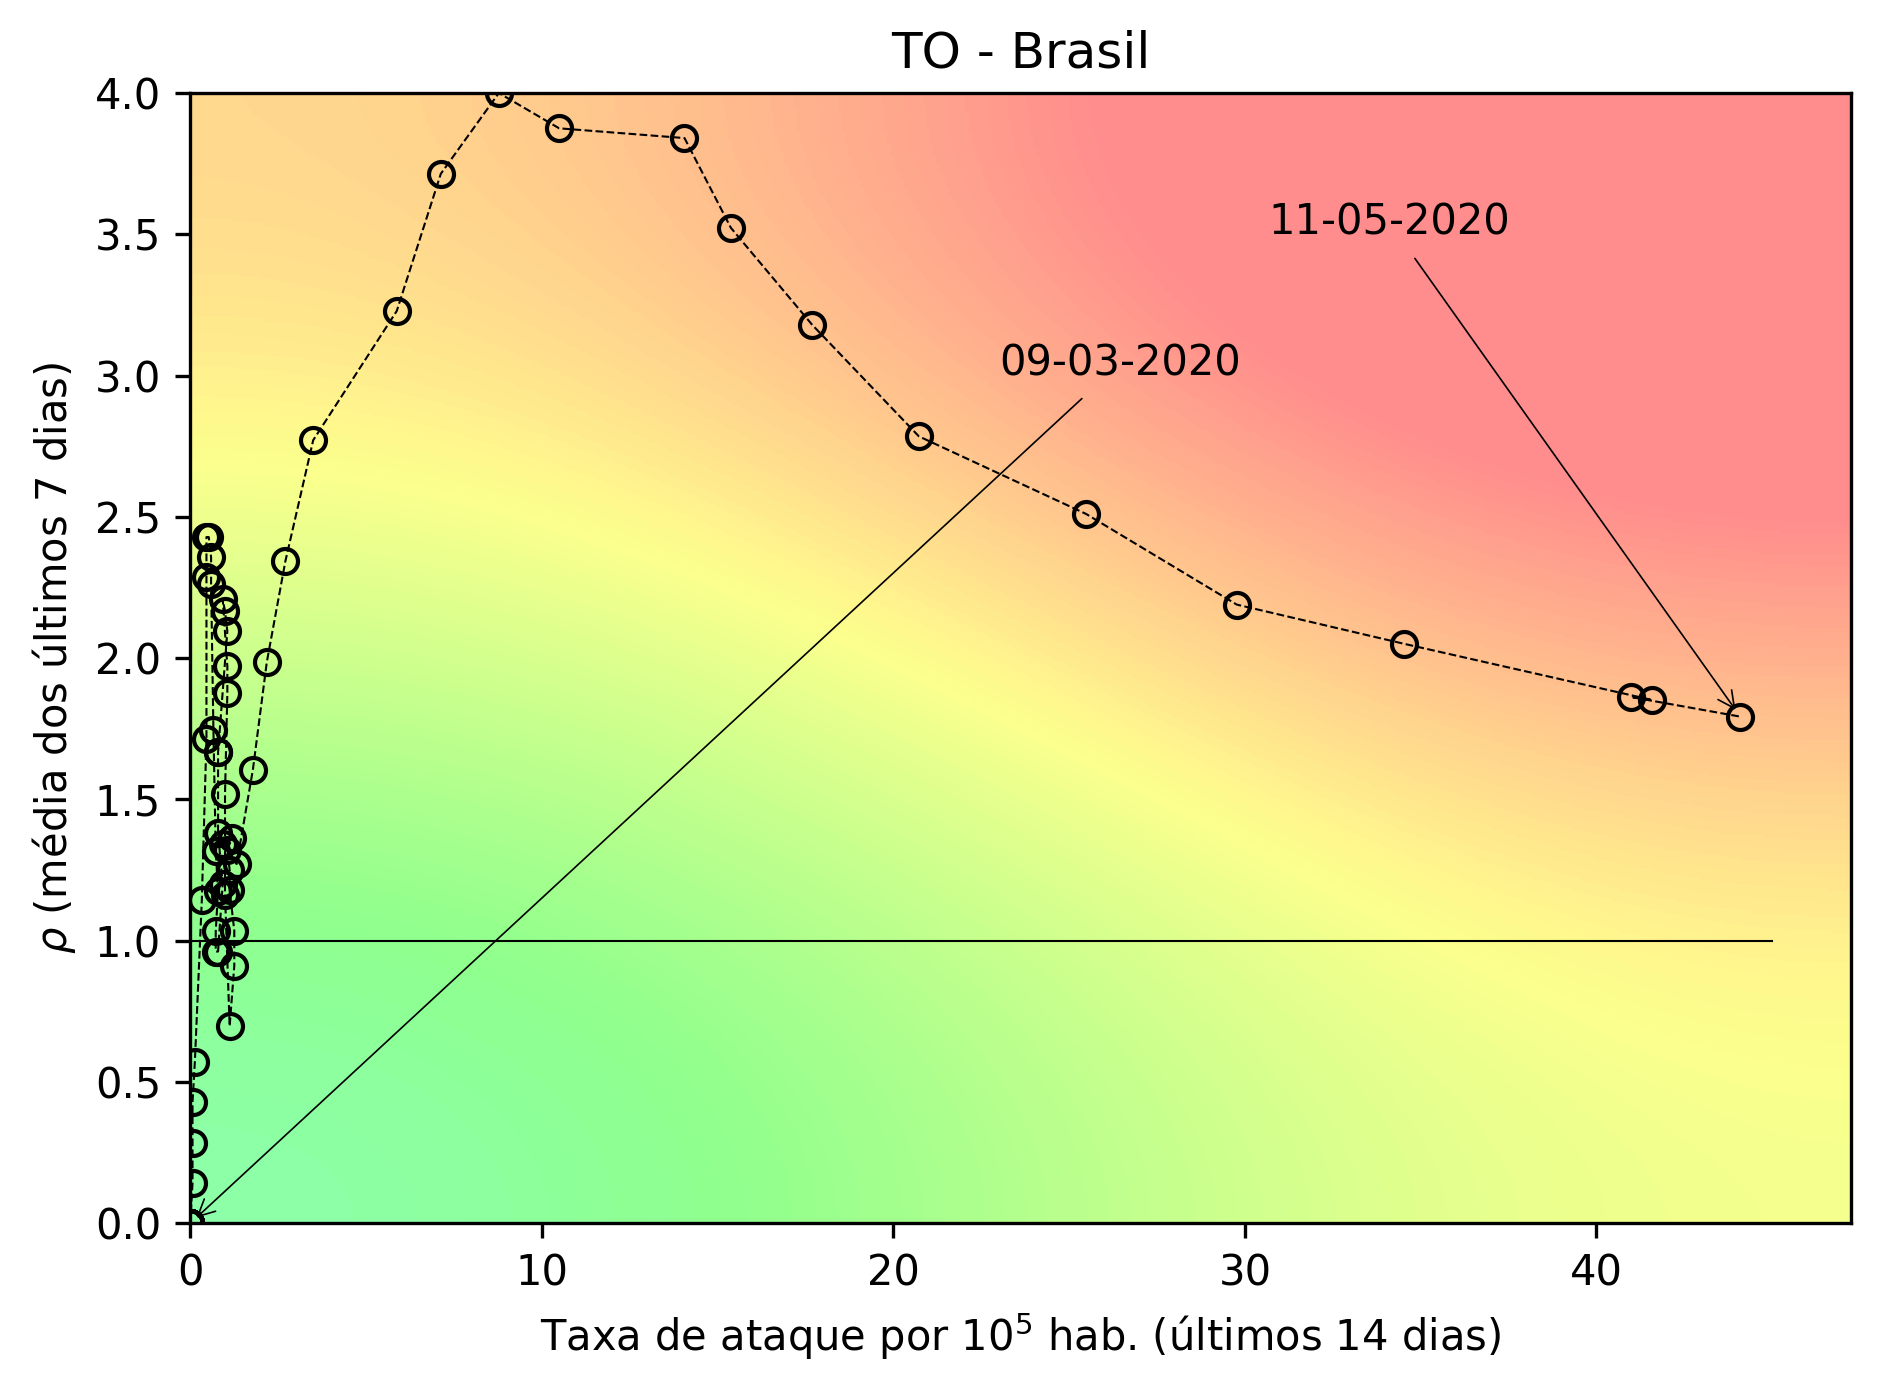 TO - Brasil
4.0
3.5
3.0
2.5
2.0
1.5
1.0
0.5
0.0
ρ (média dos últimos 7 dias)
11-05-2020
09-03-2020
0 10 20 30 40
Taxa de ataque por 10⁵ hab. (últimos 14 dias)